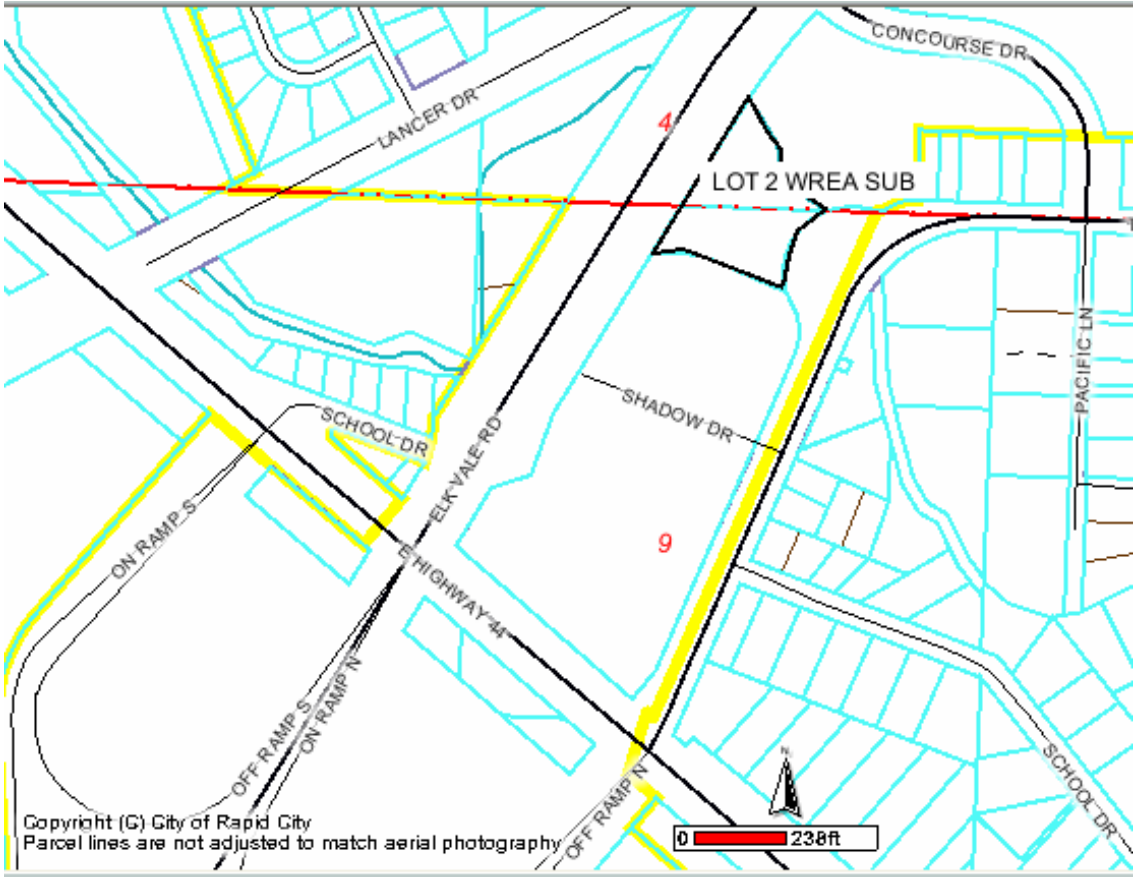 CONCOURSE DR
LANCER DR
4
LOT 2 WREA SUB
PACIFIC LN
SHADOW DR
SCHOOL DR
ELK VALE RD
ON RAMP S
9
E HIGHWAY 44
ON RAMP N
OFF RAMP S
SCHOOL DR
OFF RAMP N
N
Copyright (C) City of Rapid City
Parcel lines are not adjusted to match aerial photography
0 238ft